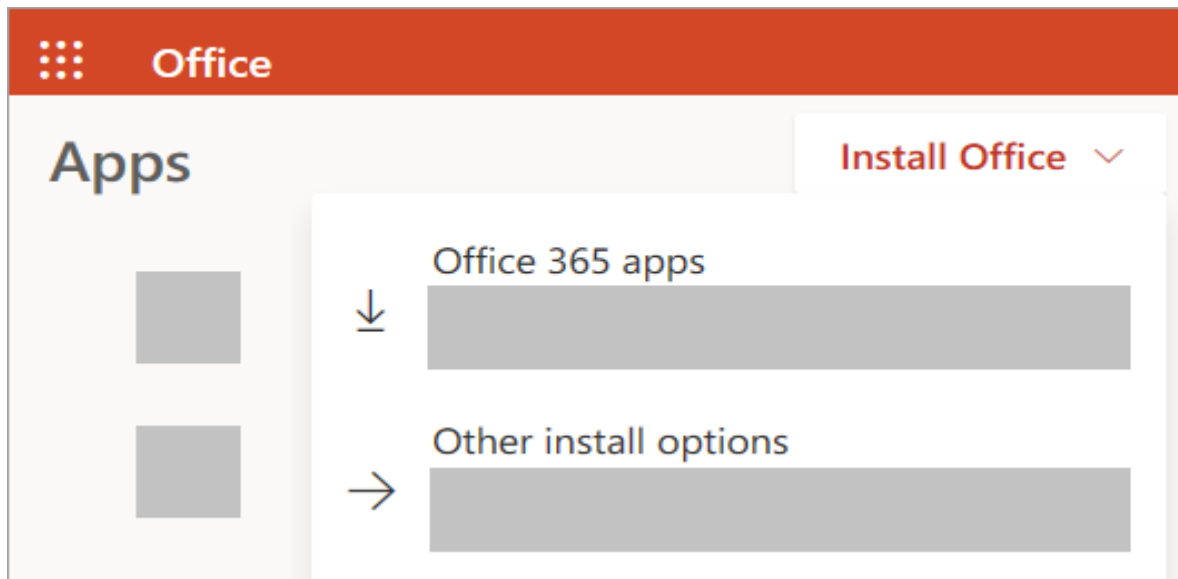 Office
Apps
Install Office
Office 365 apps
Other install options